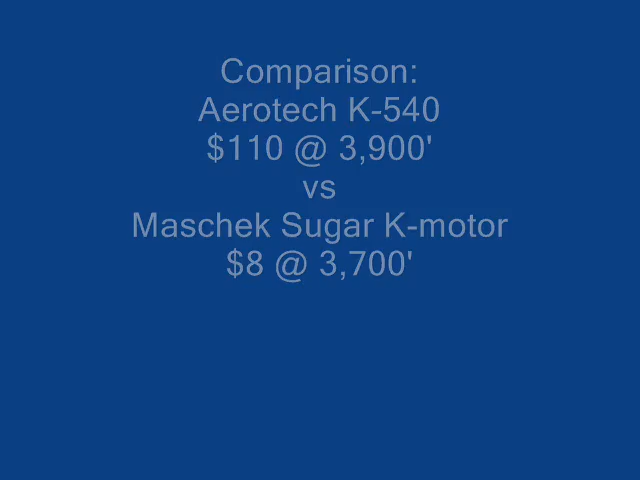 Comparison:
Aerotech K-540
$110 @ 3,900'
vs
Maschek Sugar K-motor
$8 @ 3,700'